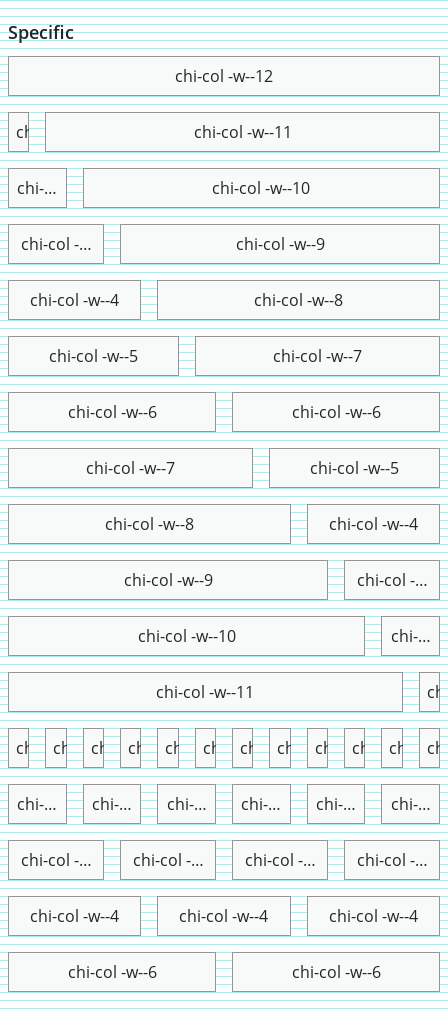 Specific
chi-col -w--12
ch chi-col -w--11
chi-... chi-col -w--10
chi-col -... chi-col -w--9
chi-col -w--4 chi-col -w--8
chi-col -w--5 chi-col -w--7
chi-col -w--6 chi-col -w--6
chi-col -w--7 chi-col -w--5
chi-col -w--8 chi-col -w--4
chi-col -w--9 chi-col -...
chi-col -w--10 chi-...
chi-col -w--11 ch
ch ch ch ch ch ch ch ch ch ch ch ch
chi-... chi-... chi-... chi-... chi-... chi-...
chi-col -... chi-col -... chi-col -... chi-col -...
chi-col -w--4 chi-col -w--4 chi-col -w--4
chi-col -w--6 chi-col -w--6